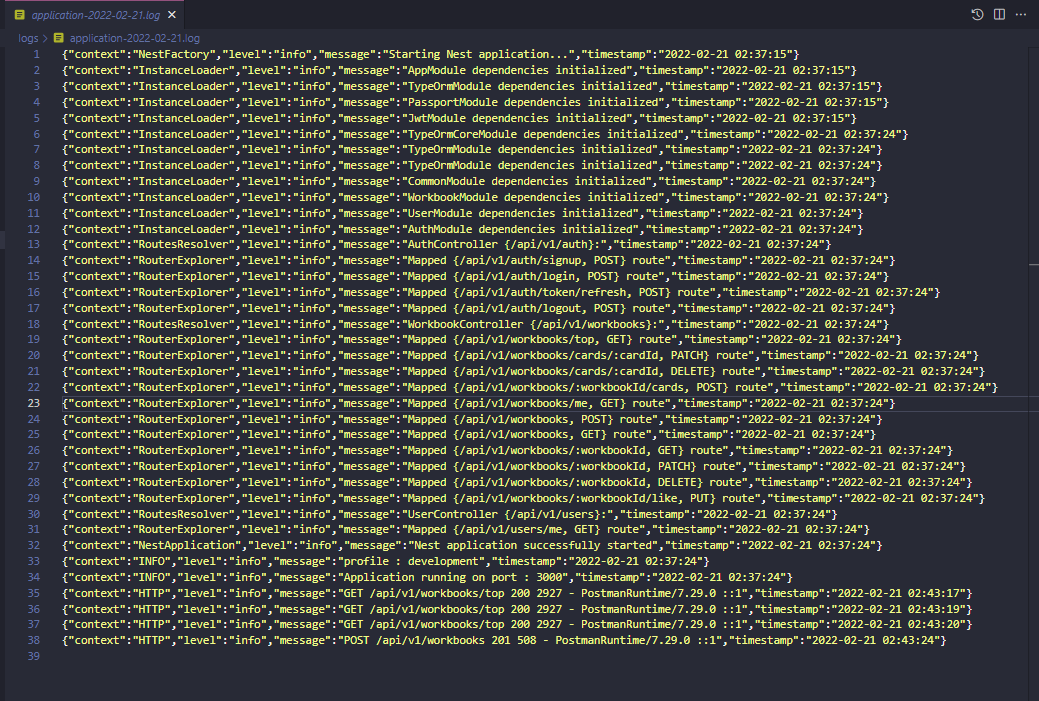 application-2022-02-21.log
logs > application-2022-02-21.log
1 {"context":"NestFactory","level":"info","message":"Starting Nest application...","timestamp":"2022-02-21 02:37:15"}
2 {"context":"InstanceLoader","level":"info","message":"AppModule dependencies initialized","timestamp":"2022-02-21 02:37:15"}
3 {"context":"InstanceLoader","level":"info","message":"TypeOrmModule dependencies initialized","timestamp":"2022-02-21 02:37:15"}
4 {"context":"InstanceLoader","level":"info","message":"PassportModule dependencies initialized","timestamp":"2022-02-21 02:37:15"}
5 {"context":"InstanceLoader","level":"info","message":"JwtModule dependencies initialized","timestamp":"2022-02-21 02:37:15"}
6 {"context":"InstanceLoader","level":"info","message":"TypeOrmCoreModule dependencies initialized","timestamp":"2022-02-21 02:37:24"}
7 {"context":"InstanceLoader","level":"info","message":"TypeOrmModule dependencies initialized","timestamp":"2022-02-21 02:37:24"}
8 {"context":"InstanceLoader","level":"info","message":"TypeOrmModule dependencies initialized","timestamp":"2022-02-21 02:37:24"}
9 {"context":"InstanceLoader","level":"info","message":"CommonModule dependencies initialized","timestamp":"2022-02-21 02:37:24"}
10 {"context":"InstanceLoader","level":"info","message":"WorkbookModule dependencies initialized","timestamp":"2022-02-21 02:37:24"}
11 {"context":"InstanceLoader","level":"info","message":"UserModule dependencies initialized","timestamp":"2022-02-21 02:37:24"}
12 {"context":"InstanceLoader","level":"info","message":"AuthModule dependencies initialized","timestamp":"2022-02-21 02:37:24"}
13 {"context":"RoutesResolver","level":"info","message":"AuthController {/api/v1/auth}:","timestamp":"2022-02-21 02:37:24"}
14 {"context":"RouterExplorer","level":"info","message":"Mapped {/api/v1/auth/signup, POST} route","timestamp":"2022-02-21 02:37:24"}
15 {"context":"RouterExplorer","level":"info","message":"Mapped {/api/v1/auth/login, POST} route","timestamp":"2022-02-21 02:37:24"}
16 {"context":"RouterExplorer","level":"info","message":"Mapped {/api/v1/auth/token/refresh, POST} route","timestamp":"2022-02-21 02:37:24"}
17 {"context":"RouterExplorer","level":"info","message":"Mapped {/api/v1/auth/logout, POST} route","timestamp":"2022-02-21 02:37:24"}
18 {"context":"RoutesResolver","level":"info","message":"WorkbookController {/api/v1/workbooks}:","timestamp":"2022-02-21 02:37:24"}
19 {"context":"RouterExplorer","level":"info","message":"Mapped {/api/v1/workbooks/top, GET} route","timestamp":"2022-02-21 02:37:24"}
20 {"context":"RouterExplorer","level":"info","message":"Mapped {/api/v1/workbooks/cards/:cardId, PATCH} route","timestamp":"2022-02-21 02:37:24"}
21 {"context":"RouterExplorer","level":"info","message":"Mapped {/api/v1/workbooks/cards/:cardId, DELETE} route","timestamp":"2022-02-21 02:37:24"}
22 {"context":"RouterExplorer","level":"info","message":"Mapped {/api/v1/workbooks/:workbookId/cards, POST} route","timestamp":"2022-02-21 02:37:24"}
23 {"context":"RouterExplorer","level":"info","message":"Mapped {/api/v1/workbooks/me, GET} route","timestamp":"2022-02-21 02:37:24"}
24 {"context":"RouterExplorer","level":"info","message":"Mapped {/api/v1/workbooks, POST} route","timestamp":"2022-02-21 02:37:24"}
25 {"context":"RouterExplorer","level":"info","message":"Mapped {/api/v1/workbooks, GET} route","timestamp":"2022-02-21 02:37:24"}
26 {"context":"RouterExplorer","level":"info","message":"Mapped {/api/v1/workbooks/:workbookId, GET} route","timestamp":"2022-02-21 02:37:24"}
27 {"context":"RouterExplorer","level":"info","message":"Mapped {/api/v1/workbooks/:workbookId, PATCH} route","timestamp":"2022-02-21 02:37:24"}
28 {"context":"RouterExplorer","level":"info","message":"Mapped {/api/v1/workbooks/:workbookId, DELETE} route","timestamp":"2022-02-21 02:37:24"}
29 {"context":"RouterExplorer","level":"info","message":"Mapped {/api/v1/workbooks/:workbookId/like, PUT} route","timestamp":"2022-02-21 02:37:24"}
30 {"context":"RoutesResolver","level":"info","message":"UserController {/api/v1/users}:","timestamp":"2022-02-21 02:37:24"}
31 {"context":"RouterExplorer","level":"info","message":"Mapped {/api/v1/users/me, GET} route","timestamp":"2022-02-21 02:37:24"}
32 {"context":"NestApplication","level":"info","message":"Nest application successfully started","timestamp":"2022-02-21 02:37:24"}
33 {"context":"INFO","level":"info","message":"profile : development","timestamp":"2022-02-21 02:37:24"}
34 {"context":"INFO","level":"info","message":"Application running on port : 3000","timestamp":"2022-02-21 02:37:24"}
35 {"context":"HTTP","level":"info","message":"GET /api/v1/workbooks/top 200 2927 - PostmanRuntime/7.29.0 ::1","timestamp":"2022-02-21 02:43:17"}
36 {"context":"HTTP","level":"info","message":"GET /api/v1/workbooks/top 200 2927 - PostmanRuntime/7.29.0 ::1","timestamp":"2022-02-21 02:43:19"}
37 {"context":"HTTP","level":"info","message":"GET /api/v1/workbooks/top 200 2927 - PostmanRuntime/7.29.0 ::1","timestamp":"2022-02-21 02:43:20"}
38 {"context":"HTTP","level":"info","message":"POST /api/v1/workbooks 201 508 - PostmanRuntime/7.29.0 ::1","timestamp":"2022-02-21 02:43:24"}
39